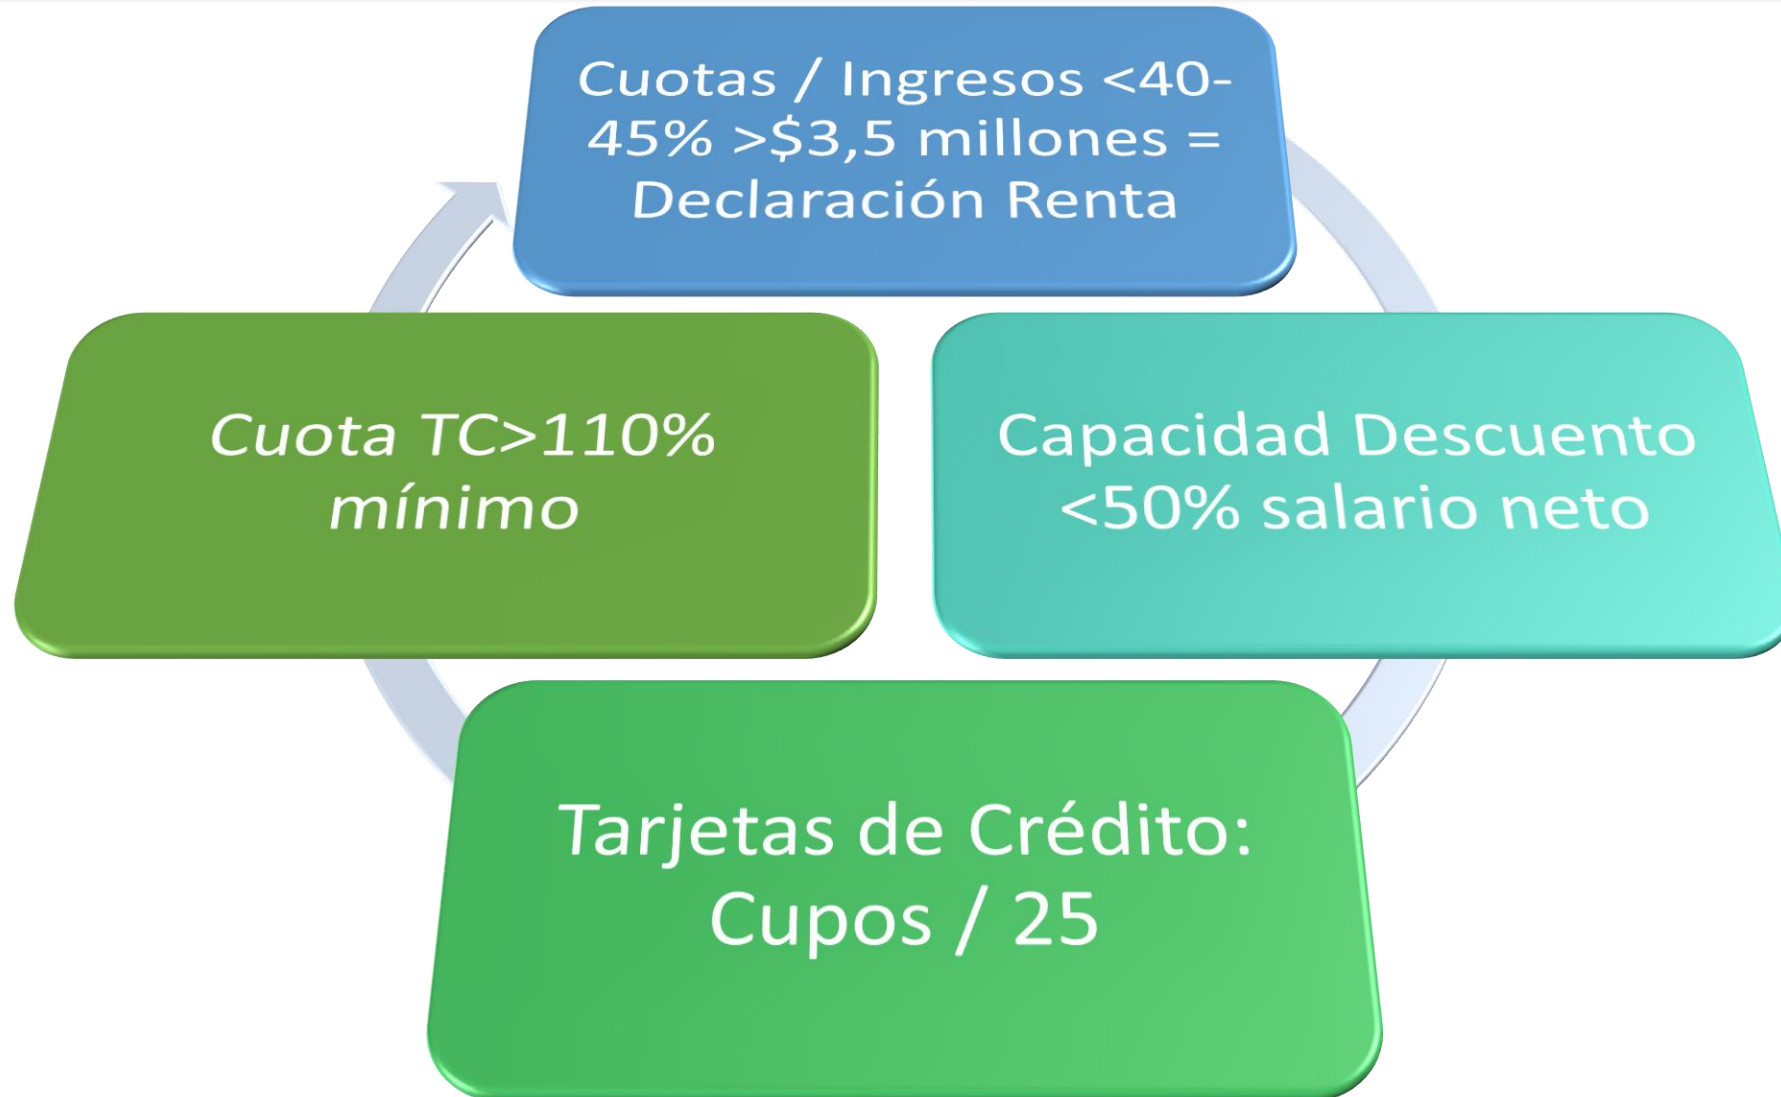 Cuotas / Ingresos <40-
45% >$3,5 millones =
Declaración Renta
Cuota TC>110%
mínimo
Capacidad Descuento
<50% salario neto
Tarjetas de Crédito:
Cupos / 25